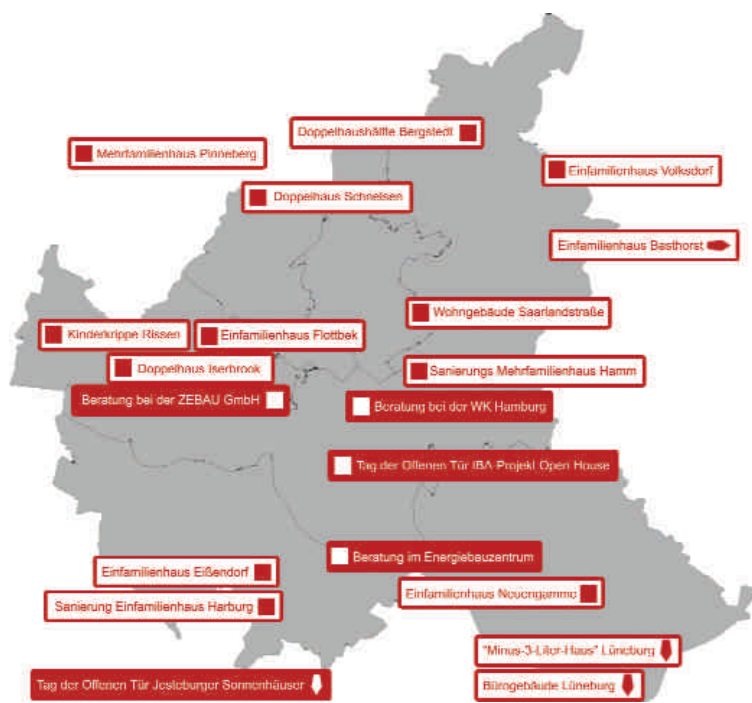 Doppelhaushälfte Bergstedt
Mehrfamilienhaus Pinneberg
Einfamilienhaus Volksdorf
Doppelhaus Schnelsen
Einfamilienhaus Basthorst
Wohngebäude Saarlandstraße
Kinderkrippe Rissen
Einfamilienhaus Flottbek
Doppelhaus Iserbrook
Sanierungs Mehrfamilienhaus Hamm
Beratung bei der ZEBAU GmbH
Beratung bei der WK Hamburg
Tag der Offenen Tür IBA-Projekt Open House
Beratung im Energiebauzentrum
Einfamilienhaus Eißendorf
Einfamilienhaus Neuengamme
Sanierung Einfamilienhaus Harburg
"Minus-3-Liter-Haus" Lüneburg
Tag der Offenen Tür Jesteburger Sonnenhäuser
Bürogebäude Lüneburg